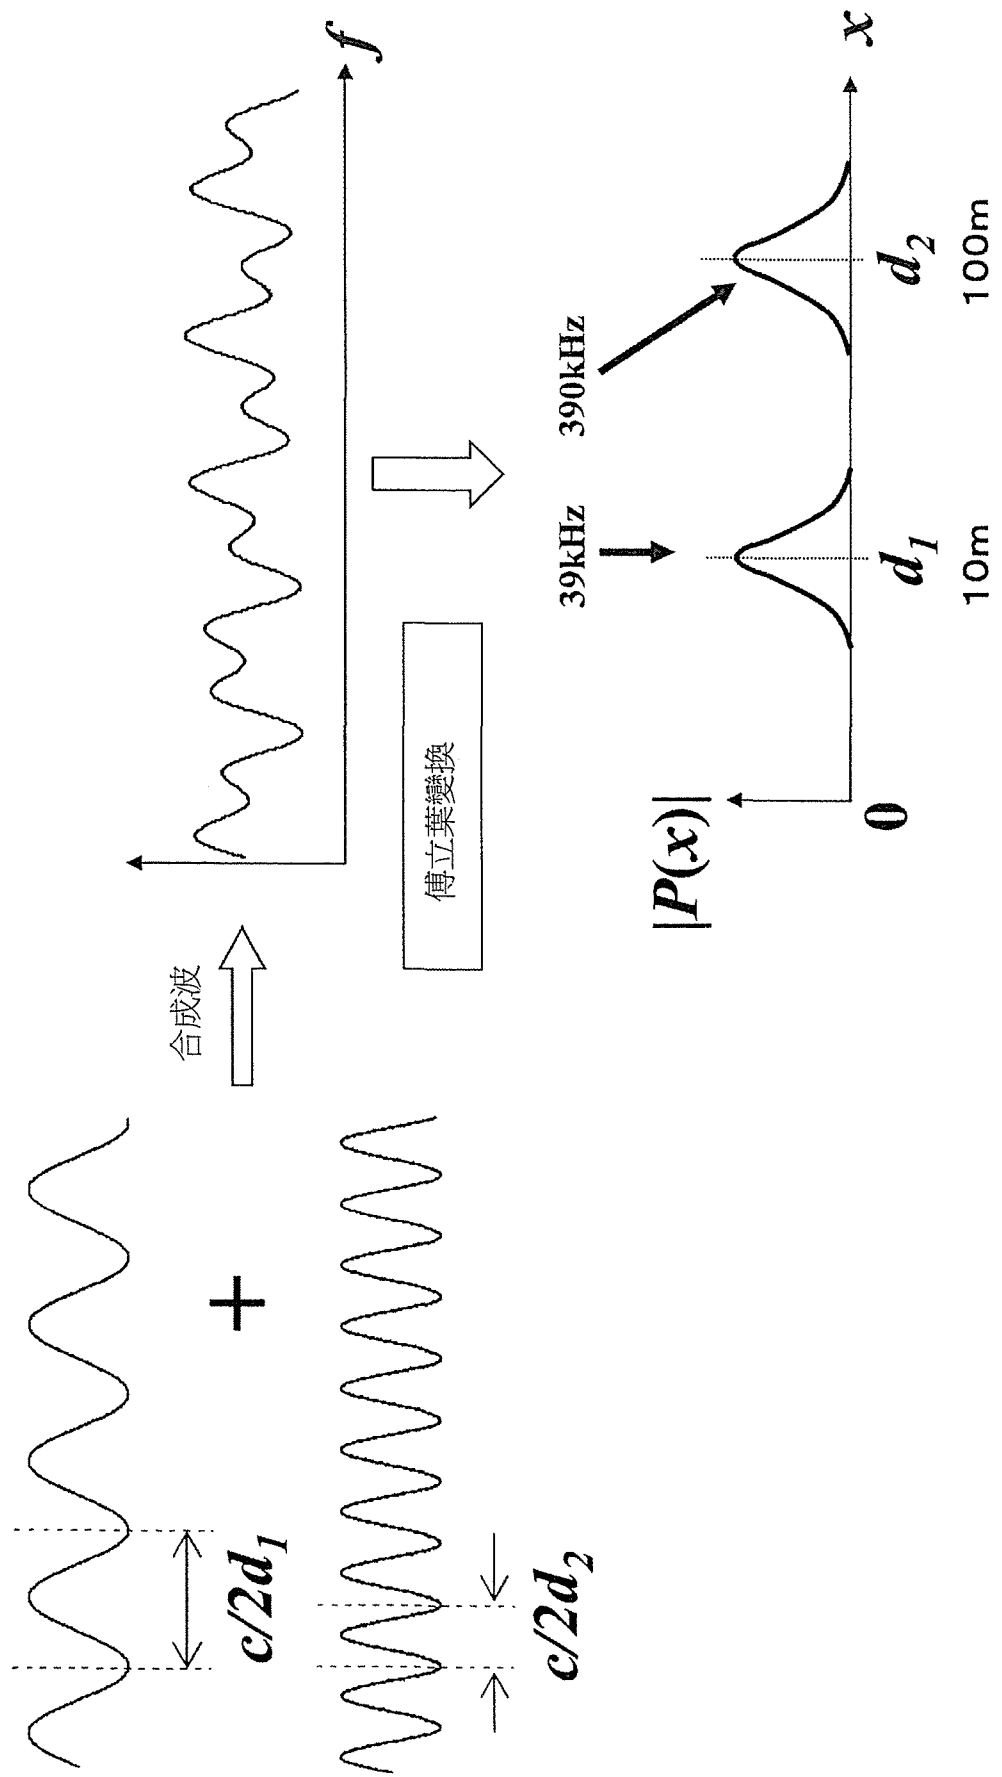 c/2d₁
+
c/2d₂
合成波
f
傅立葉變換
|P(x)|
39kHz
390kHz
0
x
d₁
d₂
10m
100m